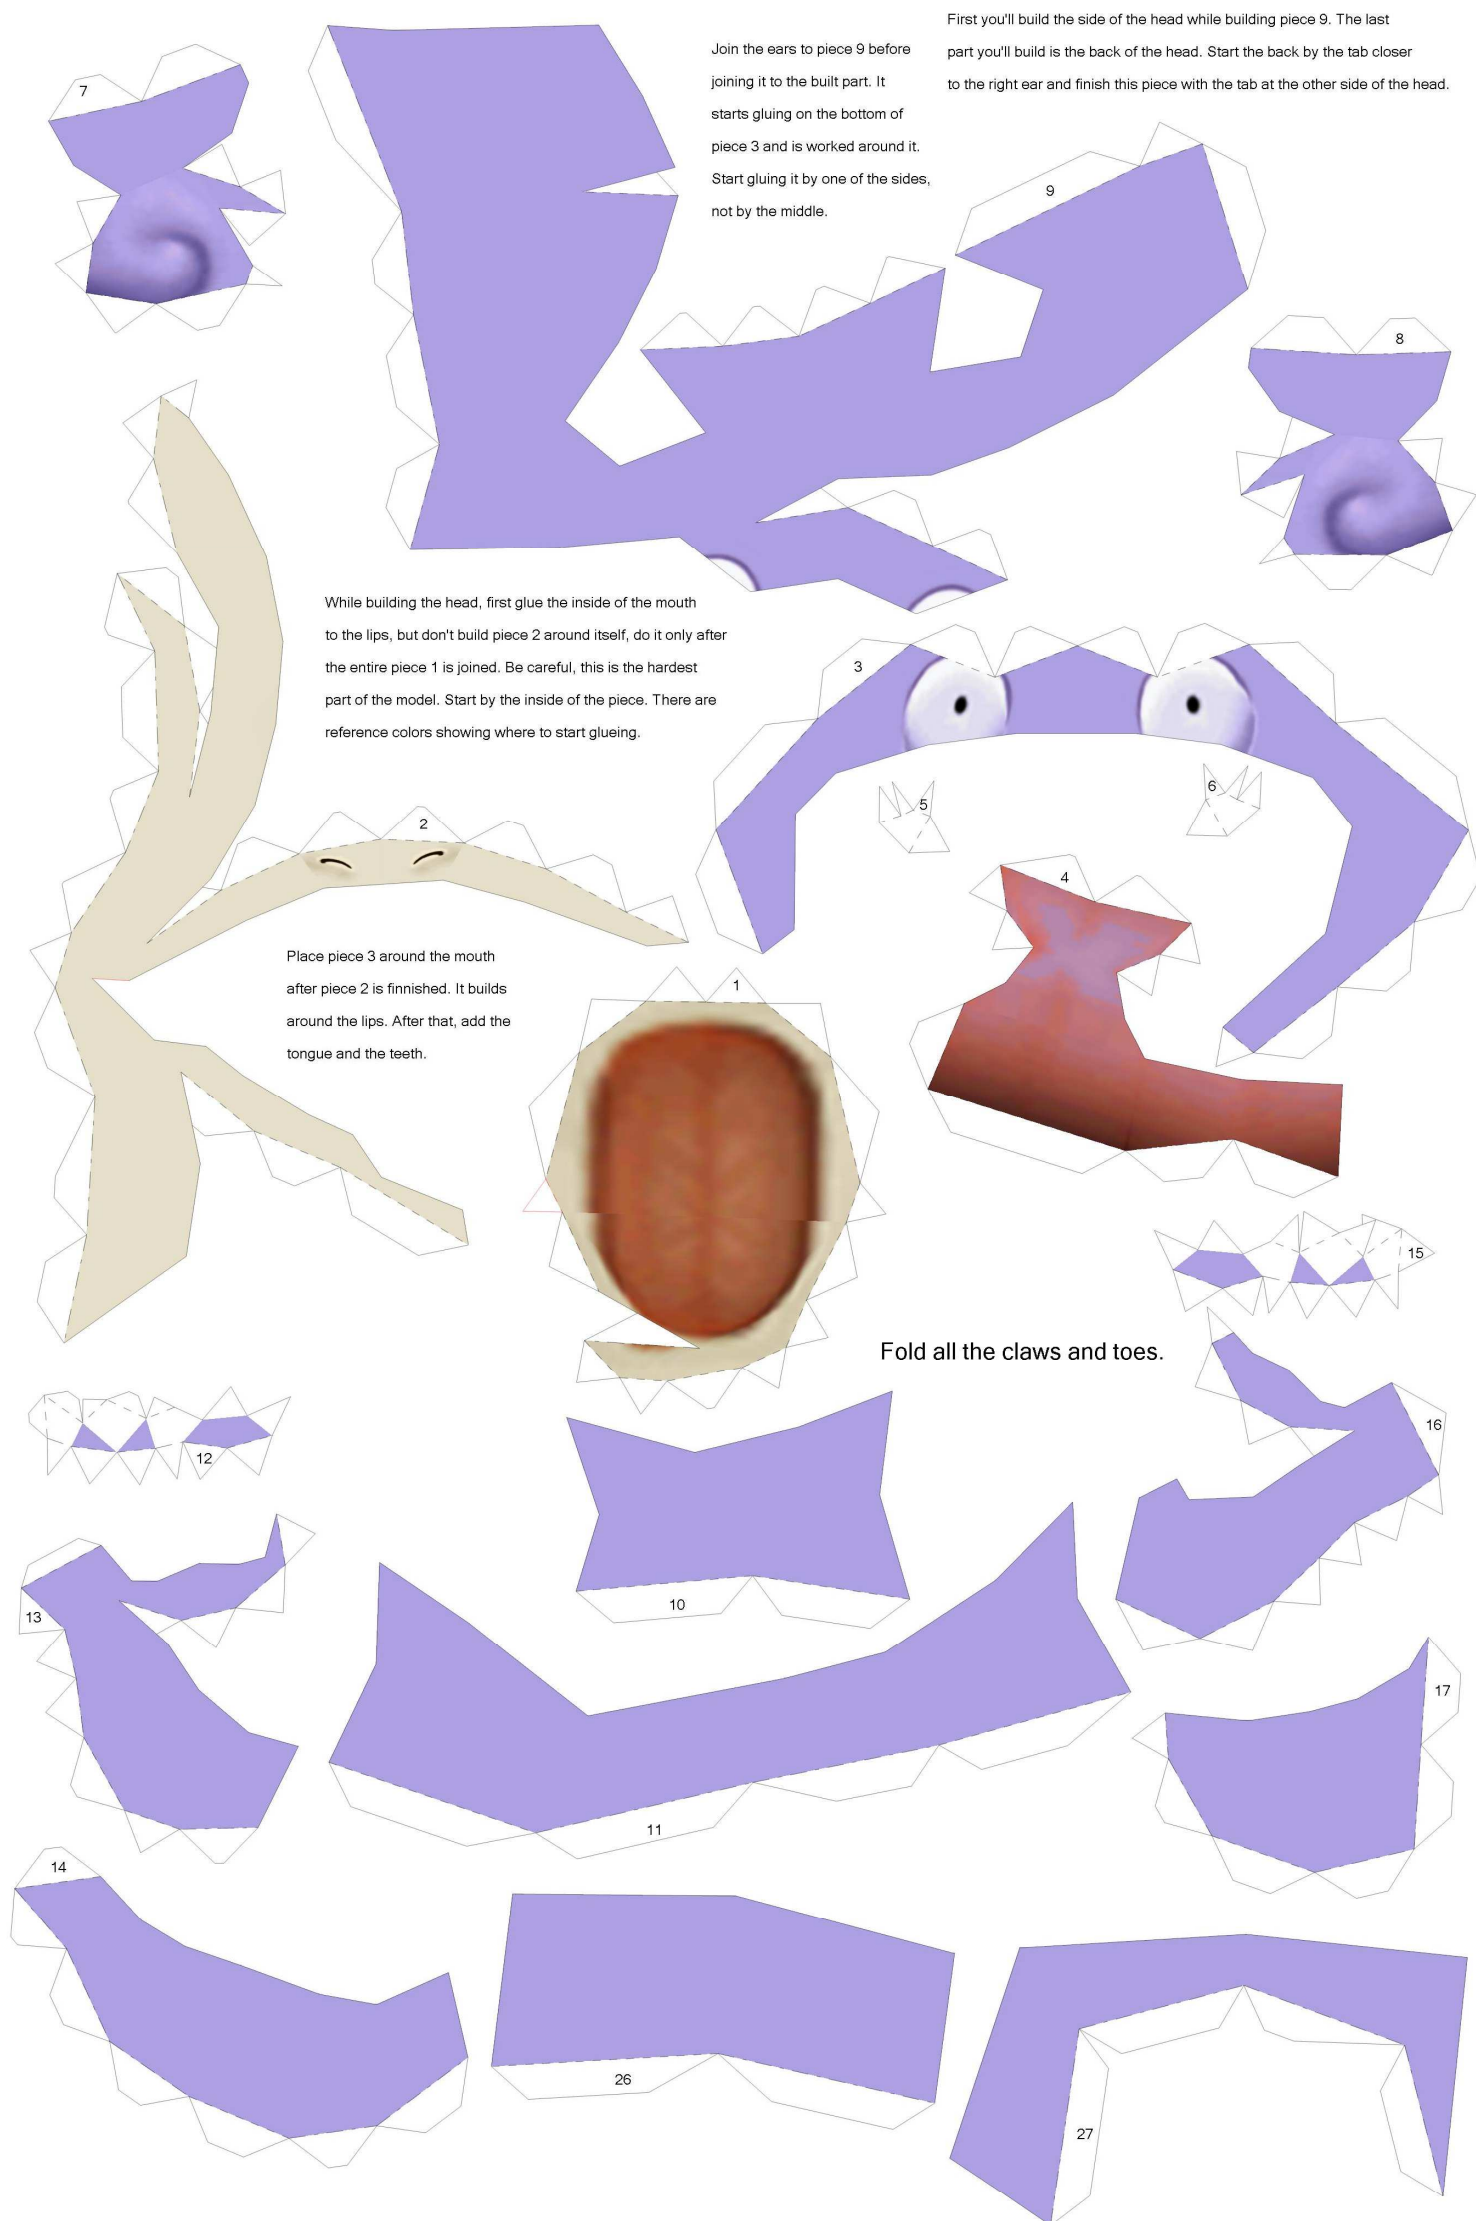 First you'll build the side of the head while building piece 9. The last
part you'll build is the back of the head. Start the back by the tab closer
to the right ear and finish this piece with the tab at the other side of the head.
Join the ears to piece 9 before
joining it to the built part. It
starts gluing on the bottom of
piece 3 and is worked around it.
Start gluing it by one of the sides,
not by the middle.
7
9
8
While building the head, first glue the inside of the mouth
to the lips, but don't build piece 2 around itself, do it only after
the entire piece 1 is joined. Be careful, this is the hardest
part of the model. Start by the inside of the piece. There are
reference colors showing where to start glueing.
3
5
6
2
4
Place piece 3 around the mouth
after piece 2 is finnished. It builds
around the lips. After that, add the
tongue and the teeth.
1
15
Fold all the claws and toes.
16
12
10
13
17
11
14
26
27